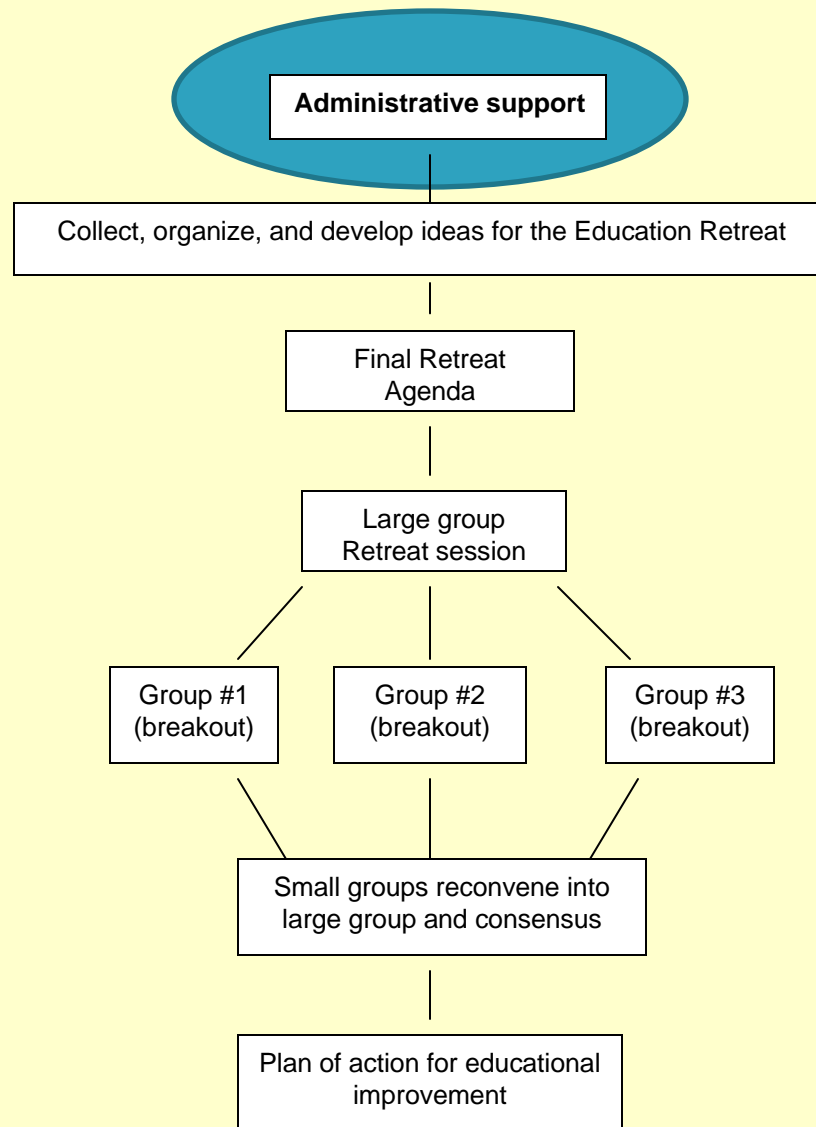 Administrative support
Collect, organize, and develop ideas for the Education Retreat
Final Retreat
Agenda
Large group
Retreat session
Group #1
(breakout)
Group #2
(breakout)
Group #3
(breakout)
Small groups reconvene into
large group and consensus
Plan of action for educational
improvement